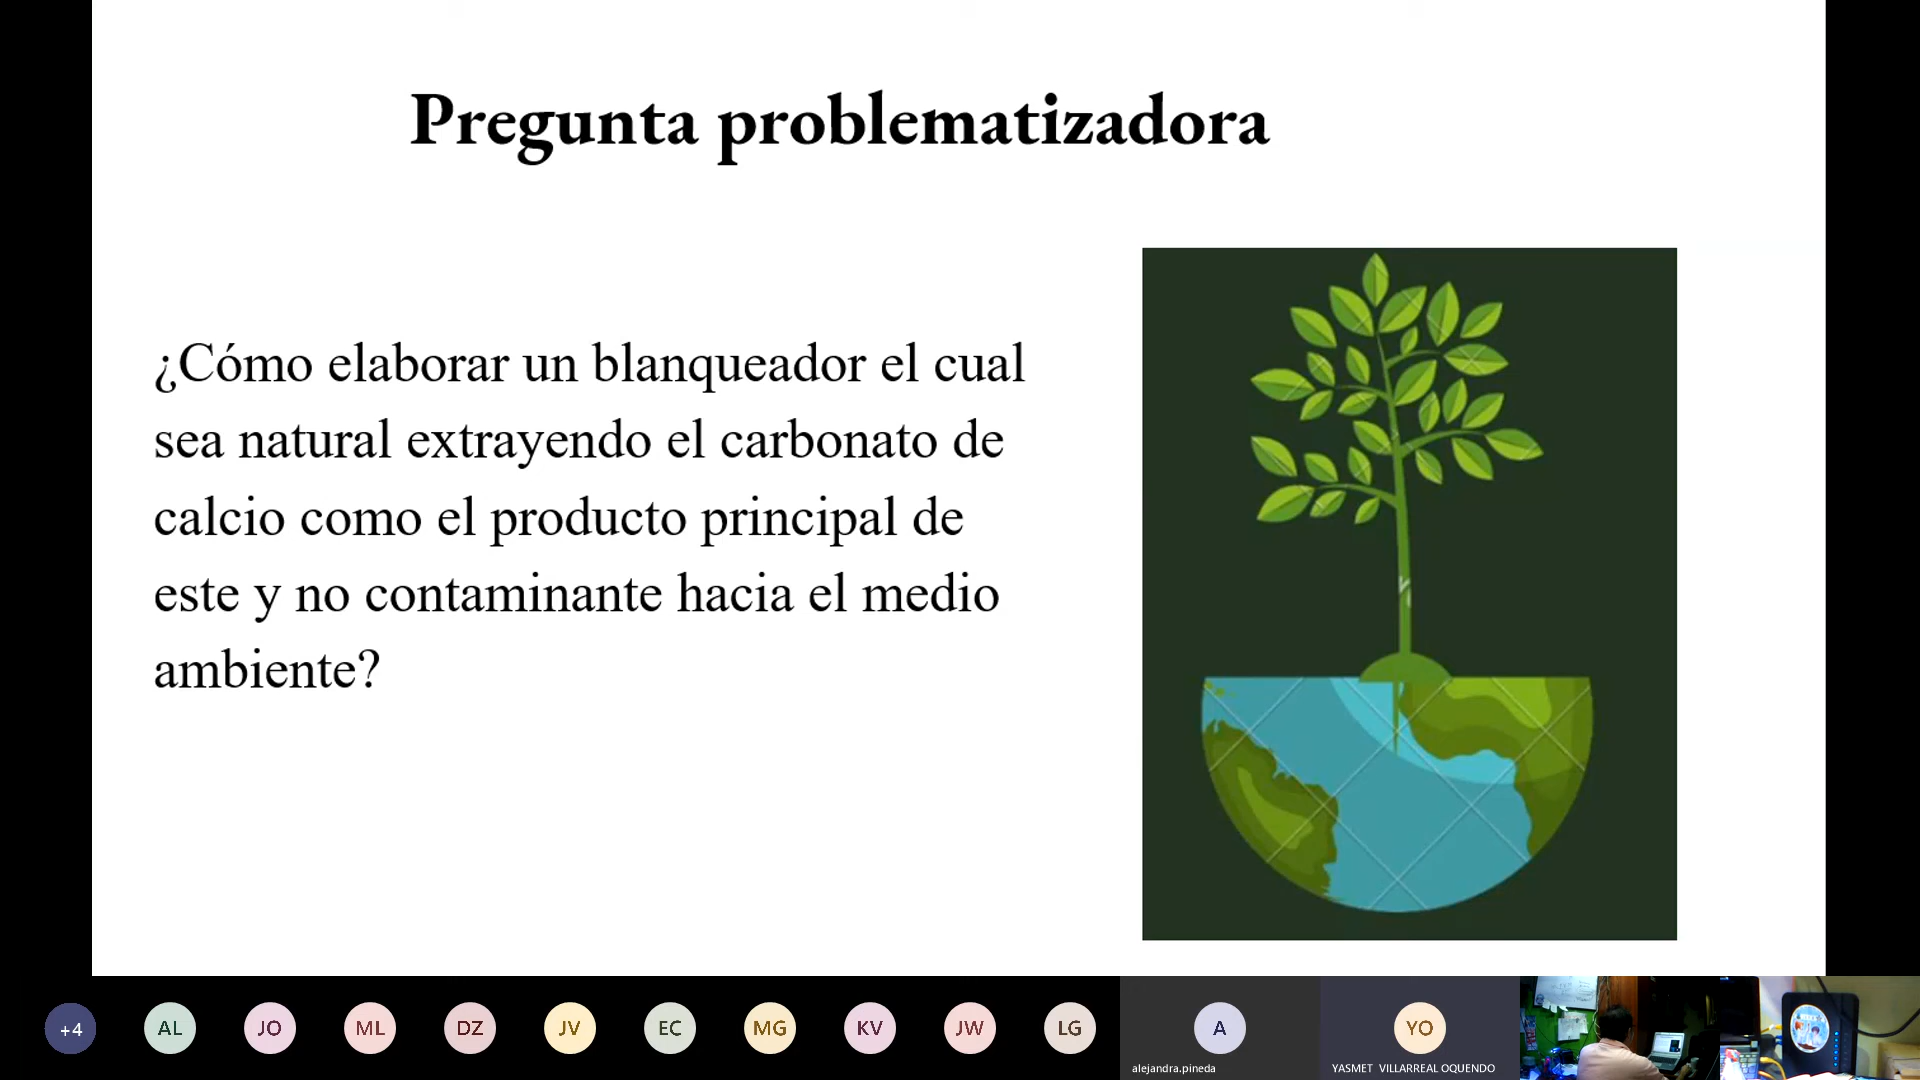 Pregunta problematizadora
¿Cómo elaborar un blanqueador el cual
sea natural extrayendo el carbonato de
calcio como el producto principal de
este y no contaminante hacia el medio
ambiente?
+4
AL
JO
ML
DZ
JV
EC
MG
KV
JW
LG
A
alejandra.pineda
YO
YASMET VILLARREAL OQUENDO